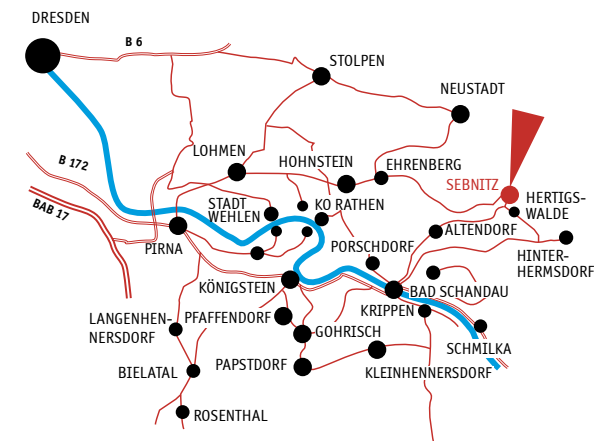 DRESDEN
B 6
STOLPEN
NEUSTADT
LOHMEN
HOHNSTEIN
EHRENBERG
B 172
SEBNITZ
BAB 17
STADT
WEHLEN
KO RATHEN
HERTIGS-
WALDE
ALTENDORF
PIRNA
PORSCHDORF
HINTER-
HERMSDORF
KÖNIGSTEIN
BAD SCHANDAU
KRIPPEN
LANGENHEN-
NERSDORF
PFAFFENDORF
GOHRISCH
SCHMILKA
BIELATAL
PAPSTDORF
KLEINHENNERSDORF
ROSENTHAL